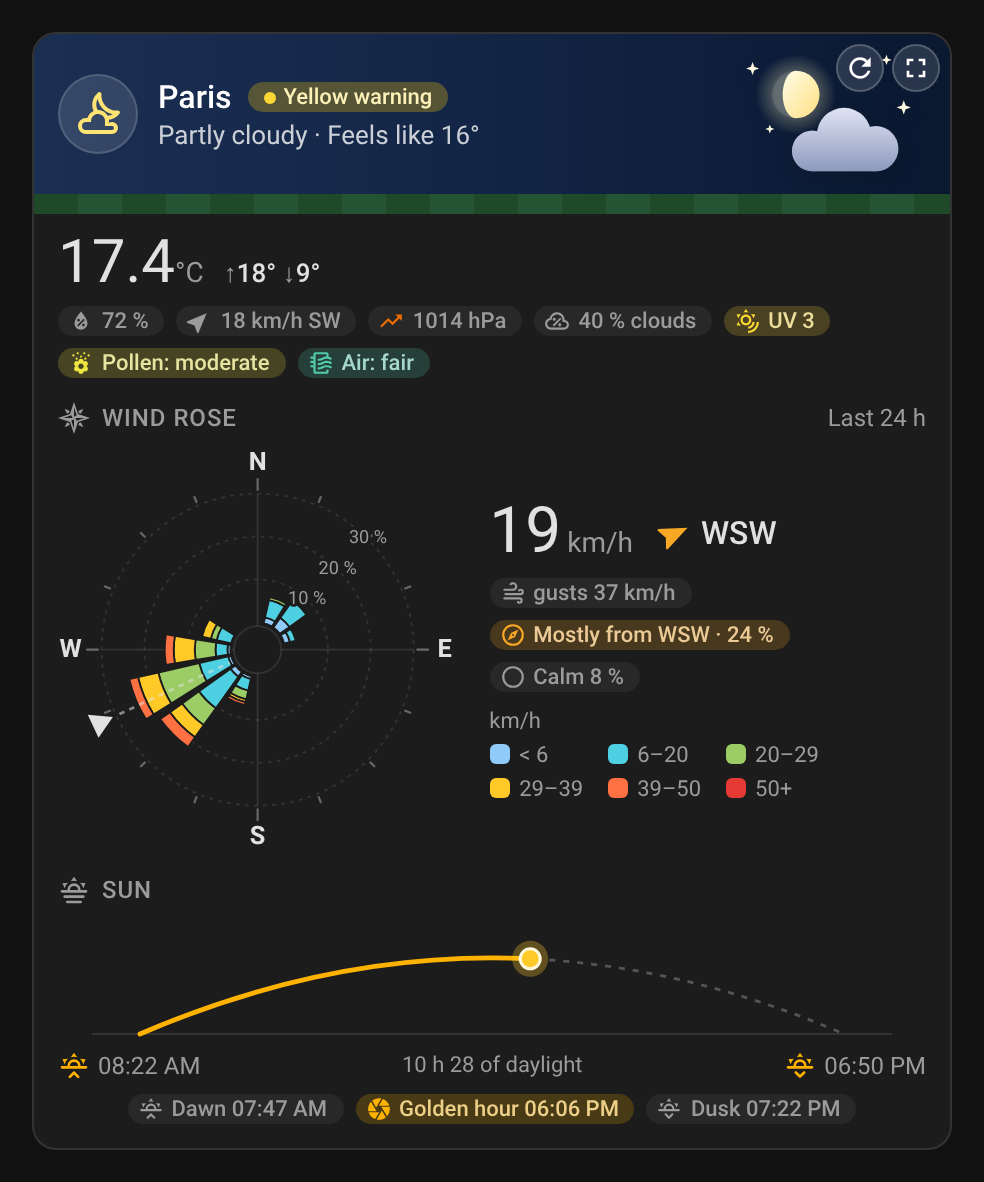 Paris
Yellow warning
Partly cloudy · Feels like 16°
17.4°C ↑18° ↓9°
72 %
18 km/h SW
1014 hPa
40 % clouds
UV 3
Pollen: moderate
Air: fair
WIND ROSE
Last 24 h
N
30 %
20 %
10 %
W
E
S
19 km/h
WSW
gusts 37 km/h
Mostly from WSW · 24 %
Calm 8 %
km/h
< 6
6–20
20–29
29–39
39–50
50+
SUN
08:22 AM
10 h 28 of daylight
06:50 PM
Dawn 07:47 AM
Golden hour 06:06 PM
Dusk 07:22 PM